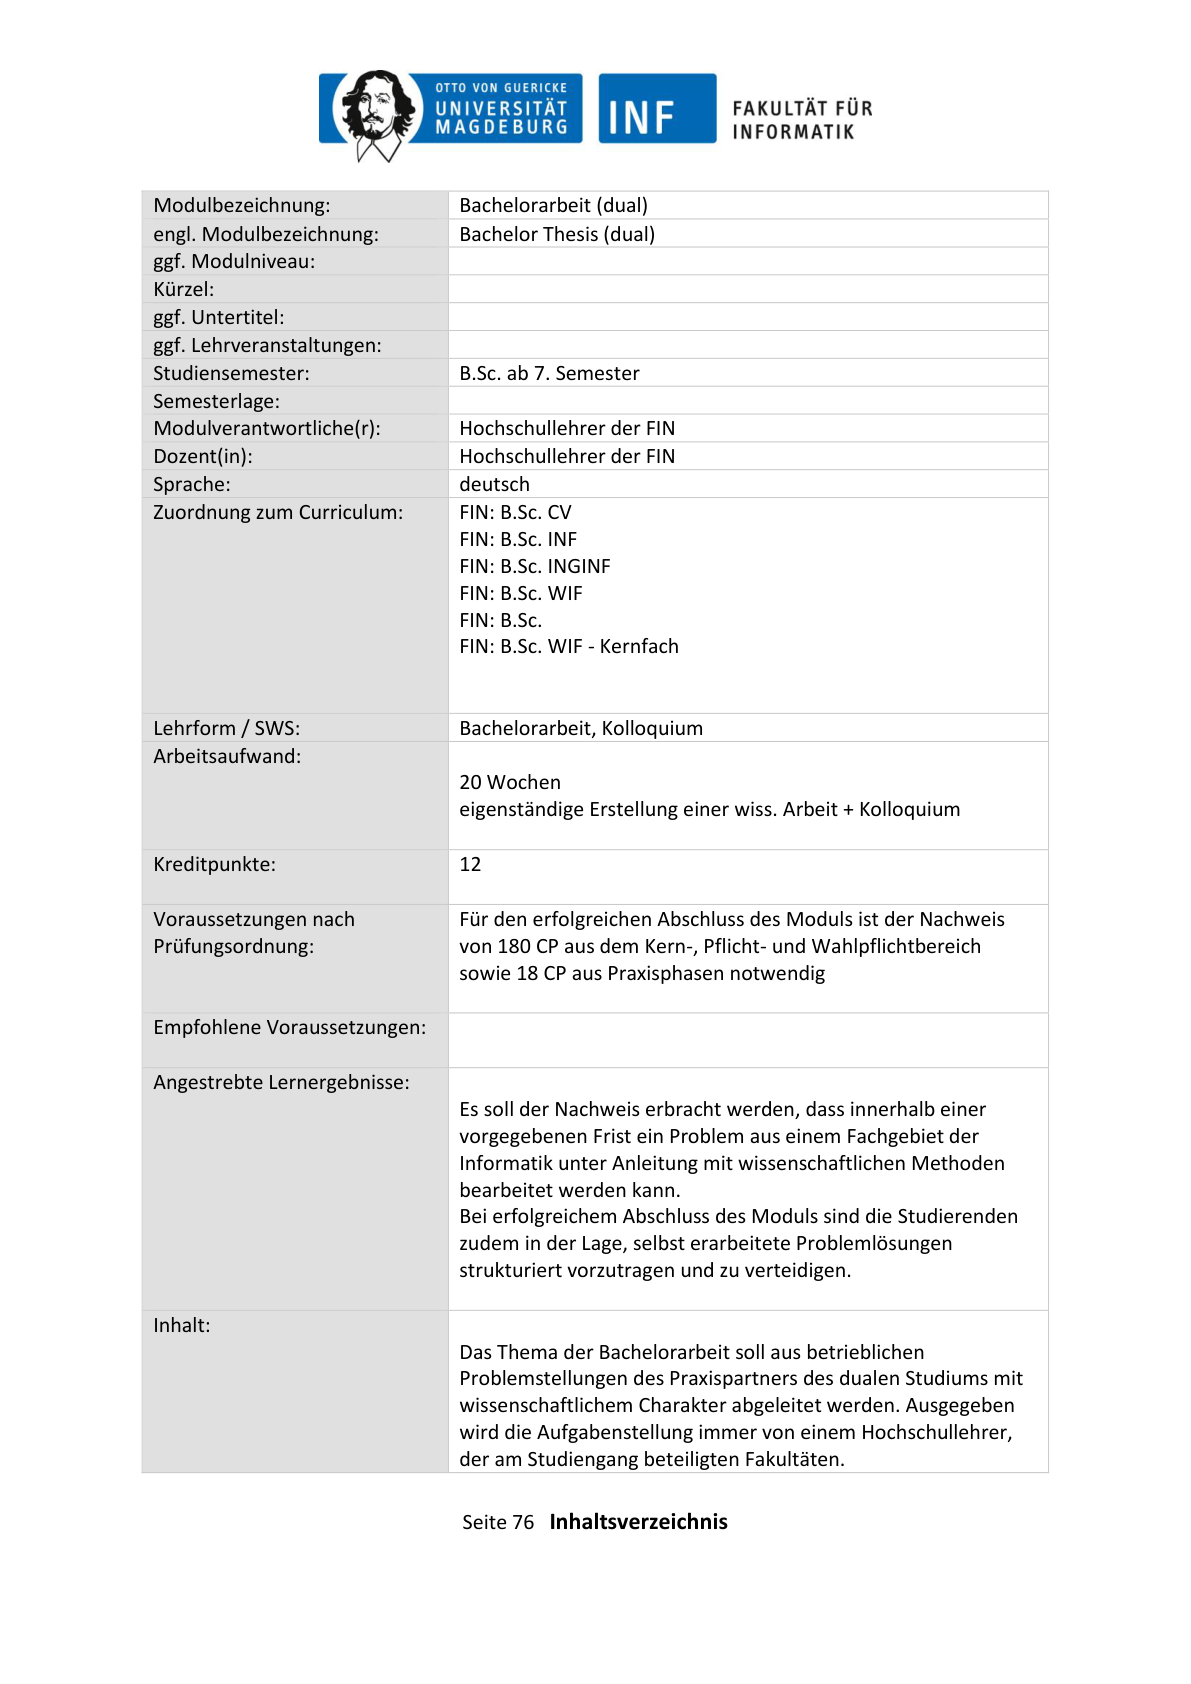 OTTO VON GUERICKE
UNIVERSITÄT
MAGDEBURG
INF
FAKULTÄT FÜR
INFORMATIK
Modulbezeichnung: Bachelorarbeit (dual)
engl. Modulbezeichnung: Bachelor Thesis (dual)
ggf. Modulniveau:
Kürzel:
ggf. Untertitel:
ggf. Lehrveranstaltungen:
Studiensemester: B.Sc. ab 7. Semester
Semesterlage:
Modulverantwortliche(r): Hochschullehrer der FIN
Dozent(in): Hochschullehrer der FIN
Sprache: deutsch
Zuordnung zum Curriculum: FIN: B.Sc. CV
FIN: B.Sc. INF
FIN: B.Sc. INGINF
FIN: B.Sc. WIF
FIN: B.Sc.
FIN: B.Sc. WIF - Kernfach
Lehrform / SWS: Bachelorarbeit, Kolloquium
Arbeitsaufwand:
20 Wochen
eigenständige Erstellung einer wiss. Arbeit + Kolloquium
Kreditpunkte: 12
Voraussetzungen nach Für den erfolgreichen Abschluss des Moduls ist der Nachweis
Prüfungsordnung: von 180 CP aus dem Kern-, Pflicht- und Wahlpflichtbereich
sowie 18 CP aus Praxisphasen notwendig
Empfohlene Voraussetzungen:
Angestrebte Lernergebnisse:
Es soll der Nachweis erbracht werden, dass innerhalb einer
vorgegebenen Frist ein Problem aus einem Fachgebiet der
Informatik unter Anleitung mit wissenschaftlichen Methoden
bearbeitet werden kann.
Bei erfolgreichem Abschluss des Moduls sind die Studierenden
zudem in der Lage, selbst erarbeitete Problemlösungen
strukturiert vorzutragen und zu verteidigen.
Inhalt:
Das Thema der Bachelorarbeit soll aus betrieblichen
Problemstellungen des Praxispartners des dualen Studiums mit
wissenschaftlichem Charakter abgeleitet werden. Ausgegeben
wird die Aufgabenstellung immer von einem Hochschullehrer,
der am Studiengang beteiligten Fakultäten.
Seite 76 Inhaltsverzeichnis